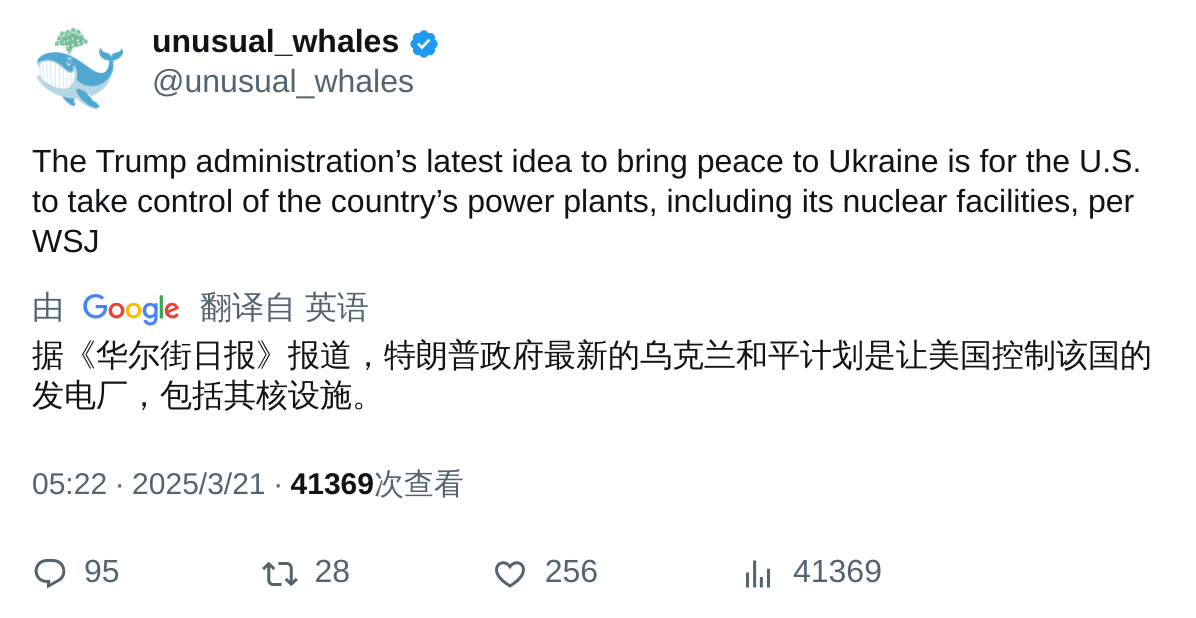 unusual_whales
@unusual_whales
The Trump administration’s latest idea to bring peace to Ukraine is for the U.S.
to take control of the country’s power plants, including its nuclear facilities, per
WSJ
由 Google 翻译自 英语
据《华尔街日报》报道，特朗普政府最新的乌克兰和平计划是让美国控制该国的
发电厂，包括其核设施。
05:22 · 2025/3/21 · 41369次查看
95 28 256 41369